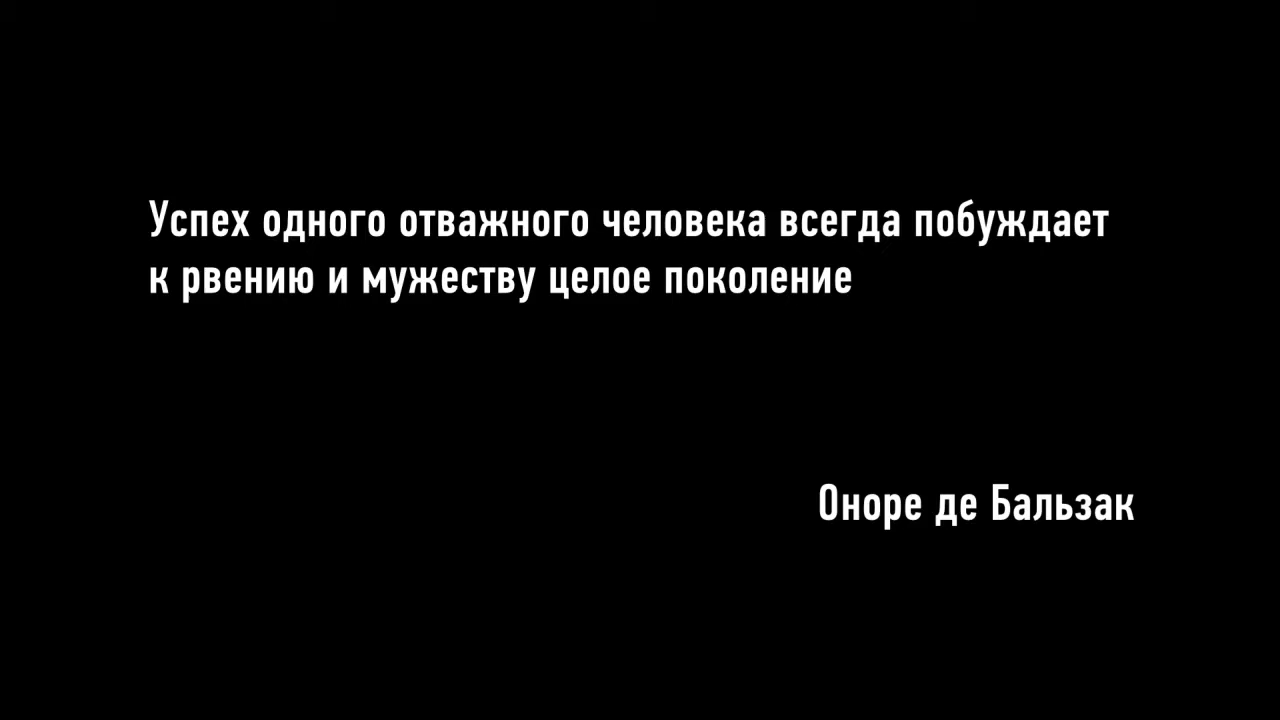 Успех одного отважного человека всегда побуждает
к рвению и мужеству целое поколение
Оноре де Бальзак